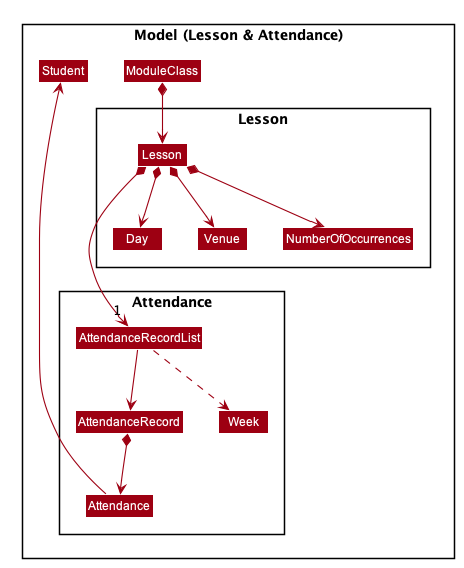 Model (Lesson & Attendance)
Student
ModuleClass
Lesson
Lesson
Day
Venue
NumberOfOccurrences
Attendance
1
AttendanceRecordList
AttendanceRecord
Week
Attendance